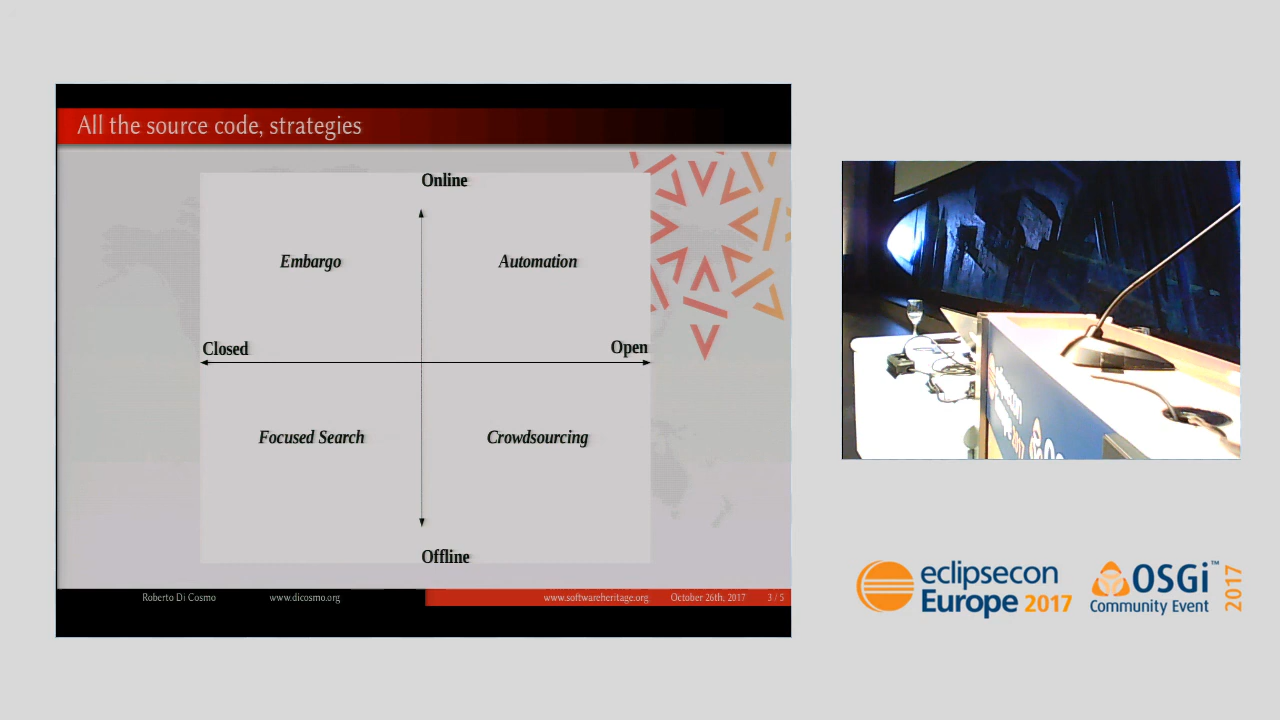 All the source code, strategies
Online
Embargo
Automation
Closed
Open
Focused Search
Crowdsourcing
Offline
Roberto Di Cosmo
www.dicosmo.org
www.softwareheritage.org
October 26th, 2017
3 / 5
eclipsecon
Europe 2017
OSGi™
Community Event
2017